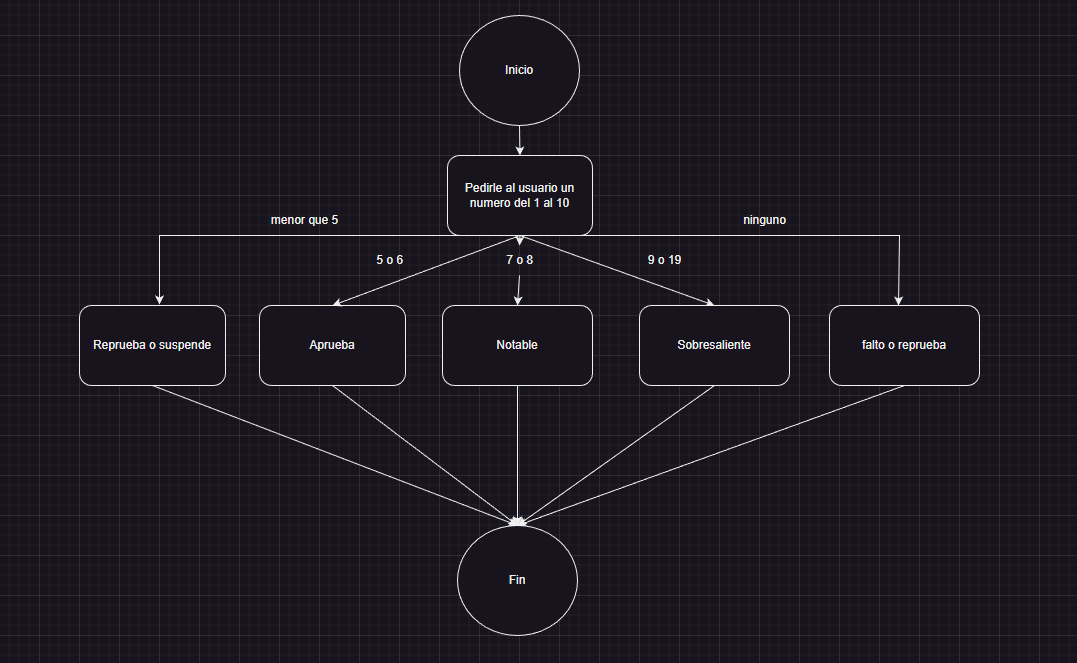 Inicio
Pedirle al usuario un
numero del 1 al 10
menor que 5
ninguno
5 o 6
7 o 8
9 o 19
Reprueba o suspende
Aprueba
Notable
Sobresaliente
falto o reprueba
Fin